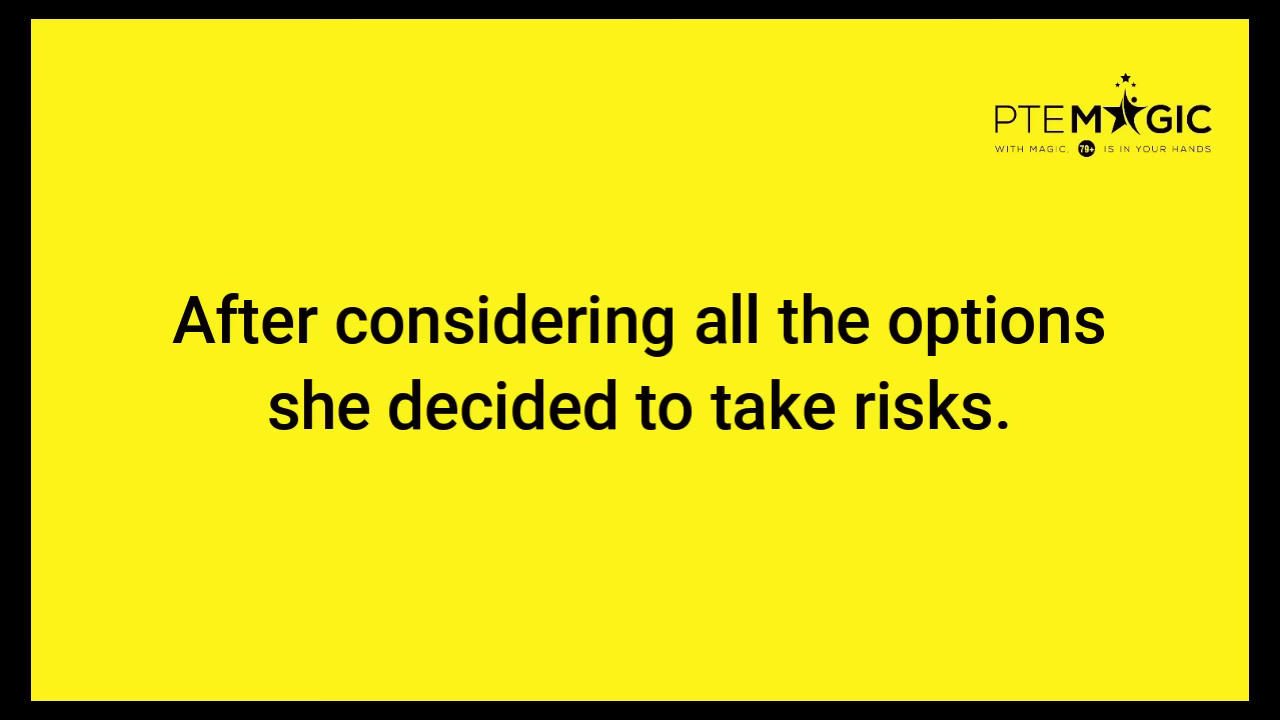 PTEMAGIC
WITH MAGIC, 79+ IS IN YOUR HANDS
After considering all the options
she decided to take risks.